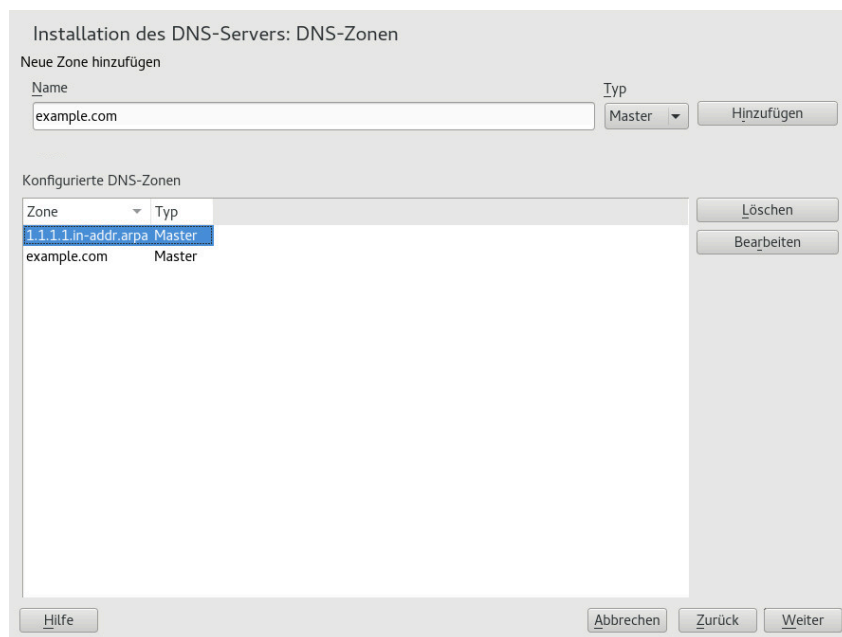 Installation des DNS-Servers: DNS-Zonen
Neue Zone hinzufügen
Name Typ
example.com Master Hinzufügen
Konfigurierte DNS-Zonen
Zone Typ Löschen
1.1.1.1.in-addr.arpa Master Bearbeiten
example.com Master
Hilfe Abbrechen Zurück Weiter